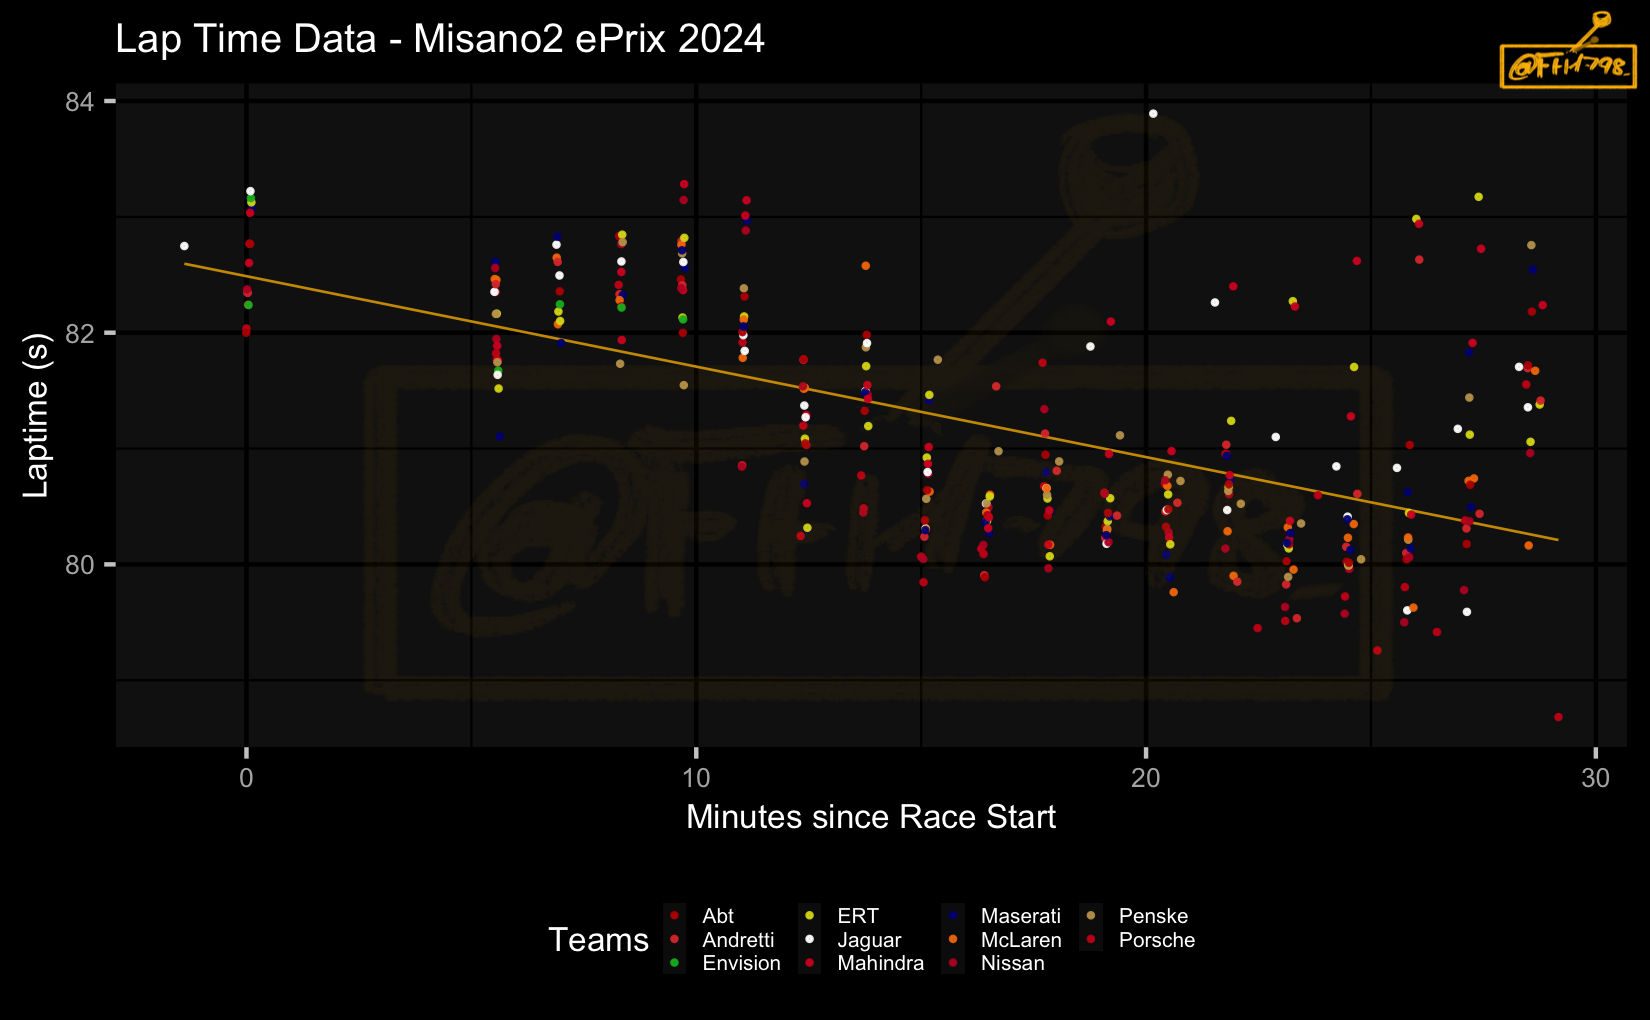 Lap Time Data - Misano2 ePrix 2024
@FFH798_
84
82
80
Laptime (s)
0 10 20 30
Minutes since Race Start
Teams
Abt ERT Maserati Penske
Andretti Jaguar McLaren Porsche
Envision Mahindra Nissan